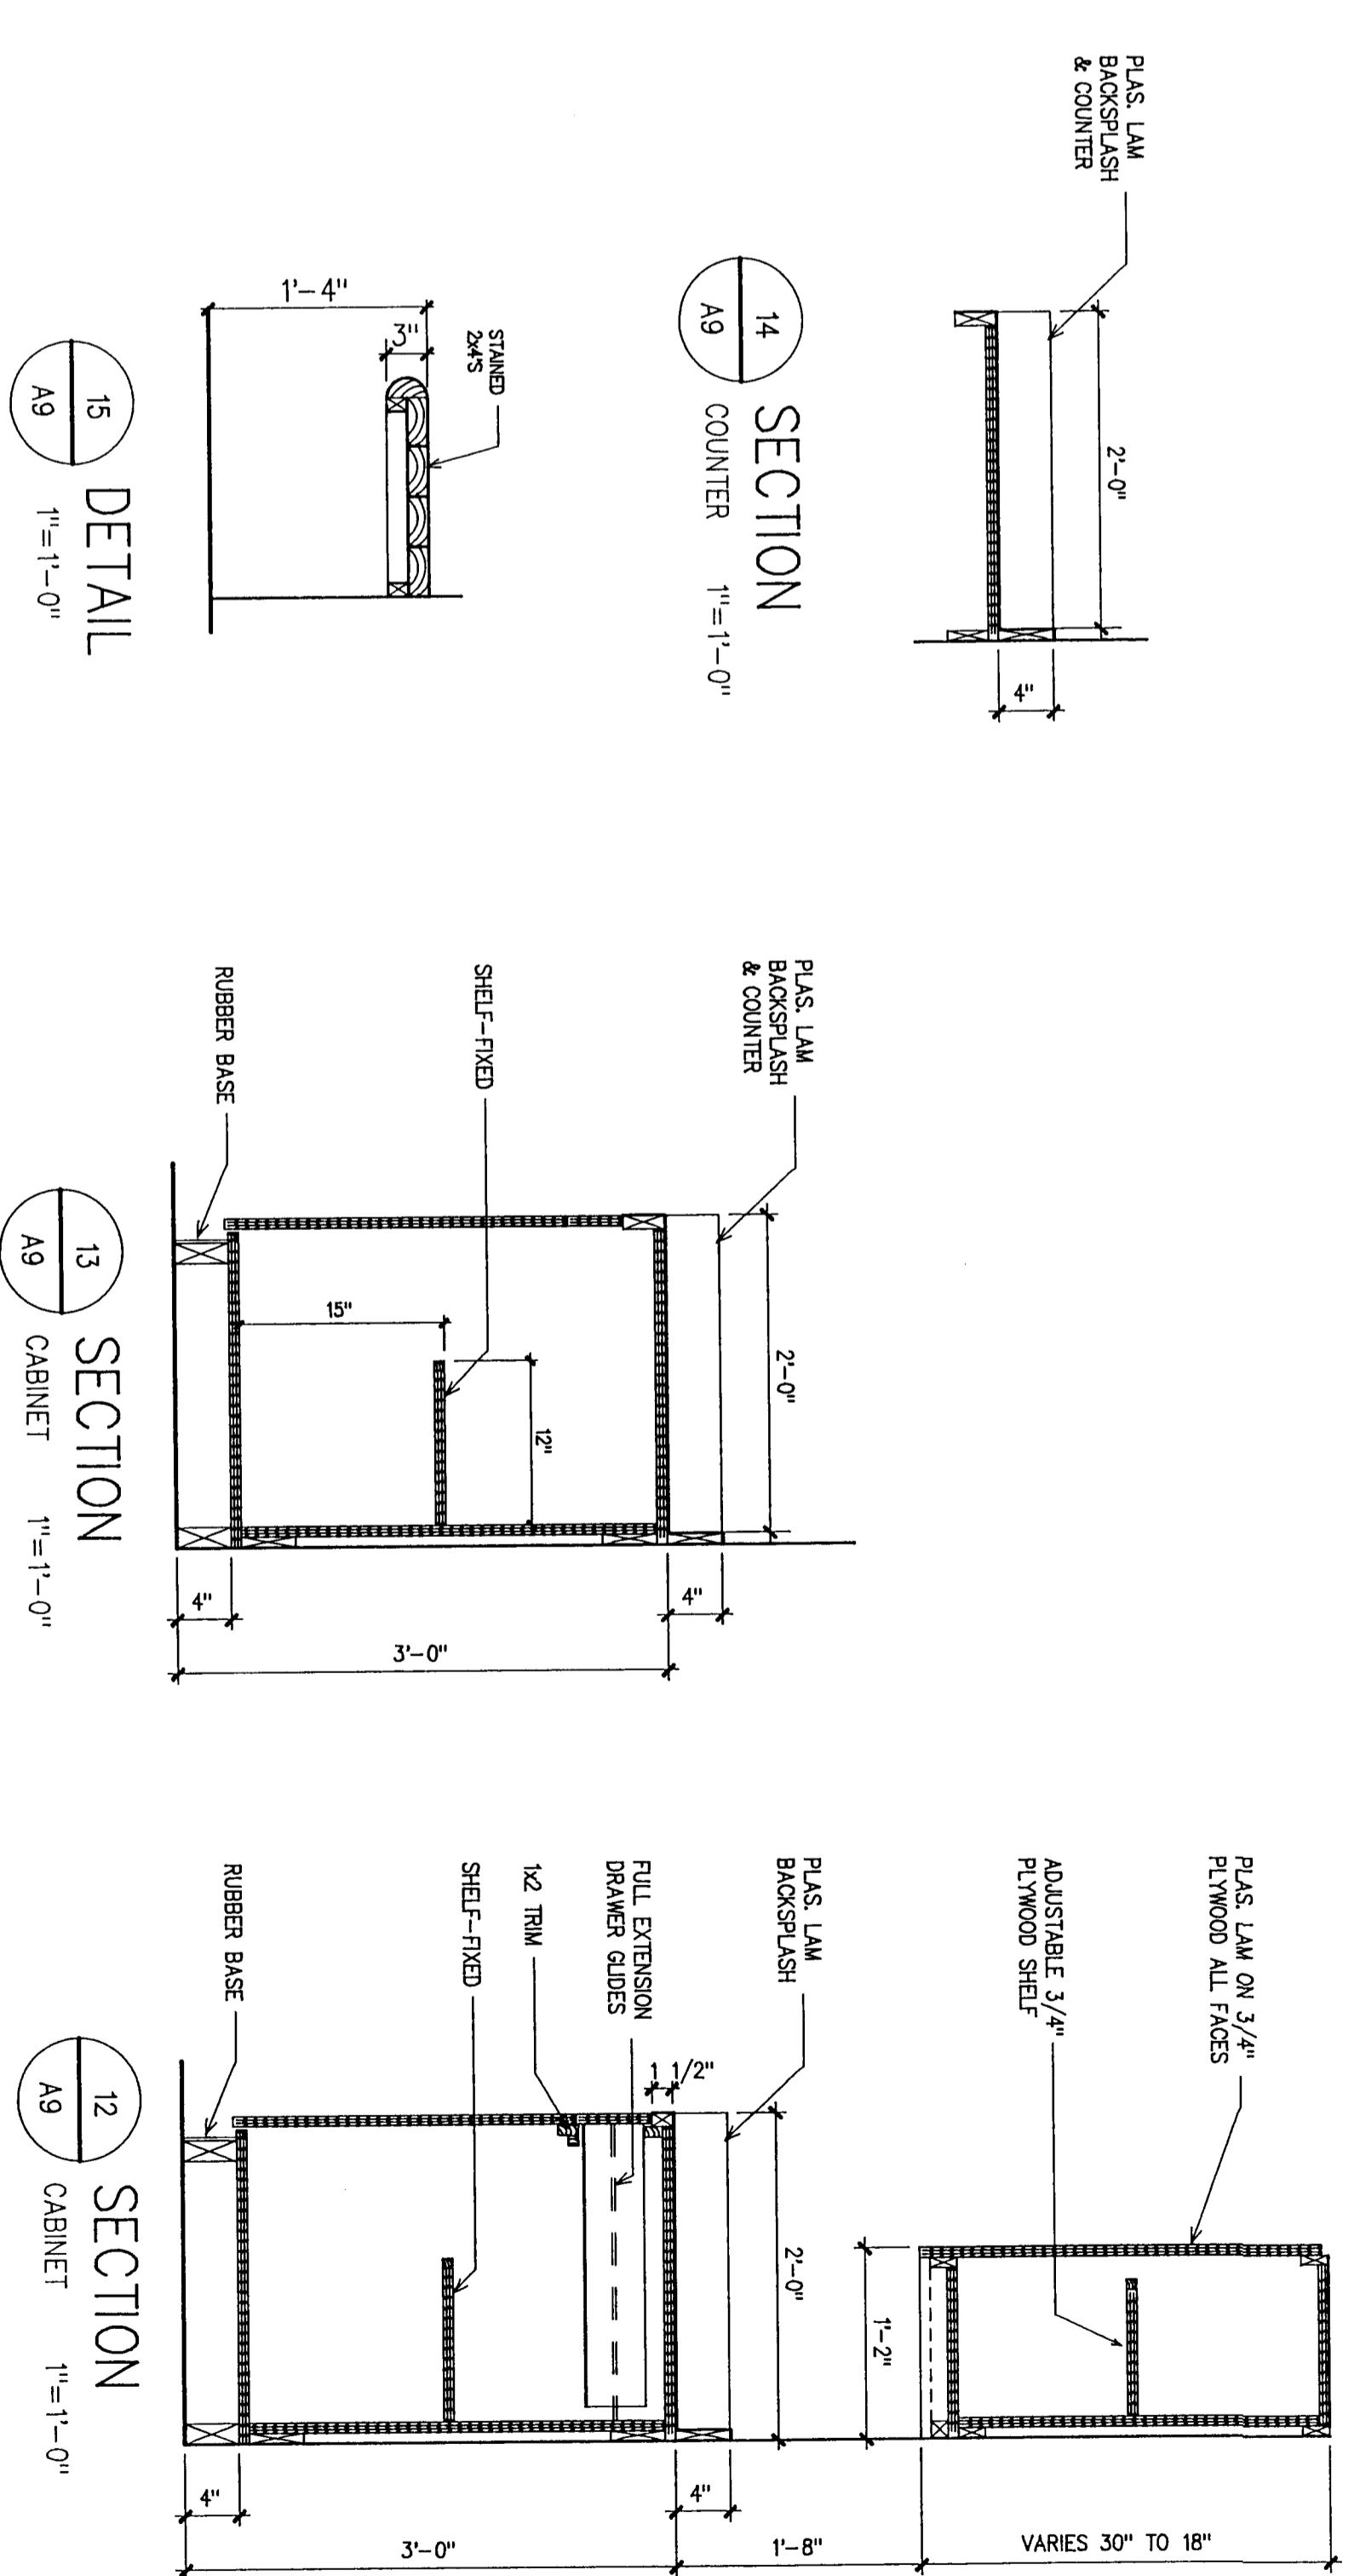 PLAS. LAM
BACKSPLASH
& COUNTER
2'-0"
4"
14
A9
SECTION
COUNTER 1"=1'-0"
STAINED
2x4'S
1'-4"
3"
15
A9
DETAIL
1"=1'-0"
PLAS. LAM
BACKSPLASH
& COUNTER
2'-0"
SHELF-FIXED
15"
12"
RUBBER BASE
4"
4"
3'-0"
13
A9
SECTION
CABINET 1"=1'-0"
PLAS. LAM ON 3/4"
PLYWOOD ALL FACES
ADJUSTABLE 3/4"
PLYWOOD SHELF
1'-2"
VARIES 30" TO 18"
PLAS. LAM
BACKSPLASH
2'-0"
1'-8"
4"
FULL EXTENSION
DRAWER GLIDES
1 1/2"
1x2 TRIM
SHELF-FIXED
RUBBER BASE
4"
3'-0"
12
A9
SECTION
CABINET 1"=1'-0"